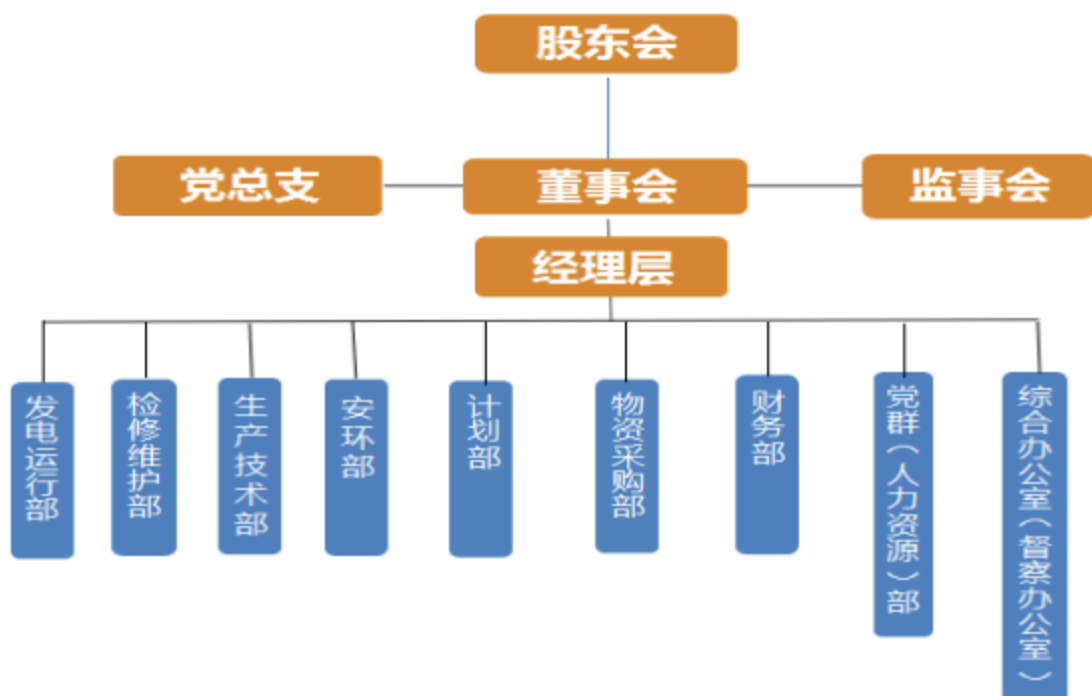 股东会
党总支
董事会
监事会
经理层
发电运行部
检修维护部
生产技术部
安环部
计划部
物资采购部
财务部
党群（人力资源）部
综合办公室（督察办公室）